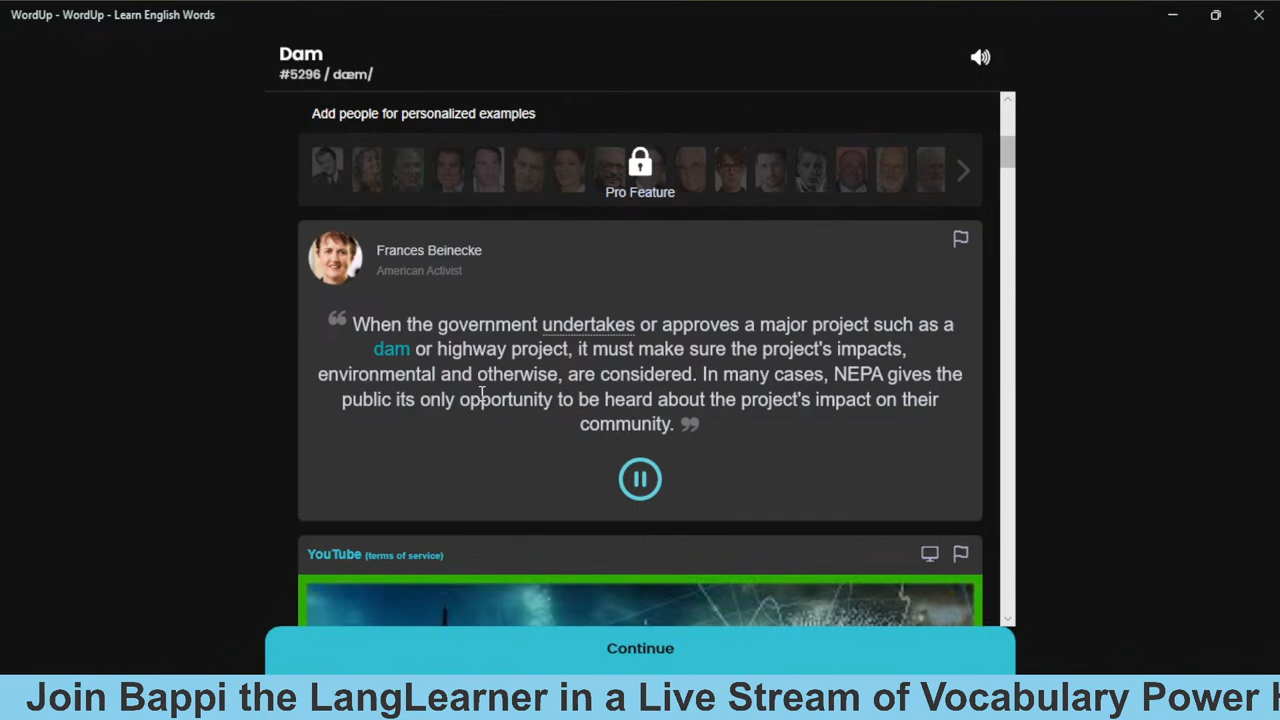 WordUp - WordUp - Learn English Words
Dam
#5296 / dæm/
Add people for personalized examples
Pro Feature
Frances Beinecke
American Activist
“ When the government undertakes or approves a major project such as a
dam or highway project, it must make sure the project's impacts,
environmental and otherwise, are considered. In many cases, NEPA gives the
public its only opportunity to be heard about the project's impact on their
community. ”
YouTube (terms of service)
Continue
Join Bappi the LangLearner in a Live Stream of Vocabulary Power